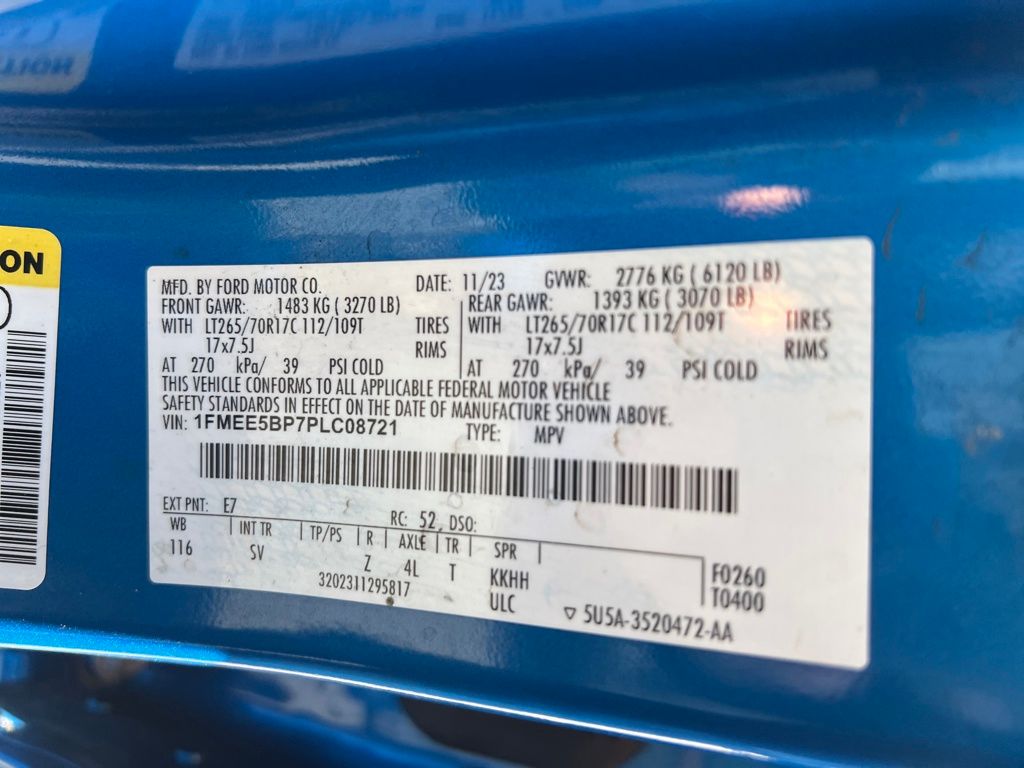 MFD. BY FORD MOTOR CO. DATE: 11/23 GVWR: 2776 KG ( 6120 LB)
FRONT GAWR: 1483 KG ( 3270 LB) REAR GAWR: 1393 KG ( 3070 LB)
WITH LT265/70R17C 112/109T TIRES WITH LT265/70R17C 112/109T TIRES
17x7.5J RIMS 17x7.5J RIMS
AT 270 kPa/ 39 PSI COLD AT 270 kPa/ 39 PSI COLD
THIS VEHICLE CONFORMS TO ALL APPLICABLE FEDERAL MOTOR VEHICLE
SAFETY STANDARDS IN EFFECT ON THE DATE OF MANUFACTURE SHOWN ABOVE.
VIN: 1FMEE5BP7PLC08721 TYPE: MPV
EXT PNT: E7 RC: 52 DSO:
WB INT TR TP/PS R AXLE TR SPR
116 SV Z 4L T KKHH F0260
3202311295817 ULC T0400
5U5A-3520472-AA
ON